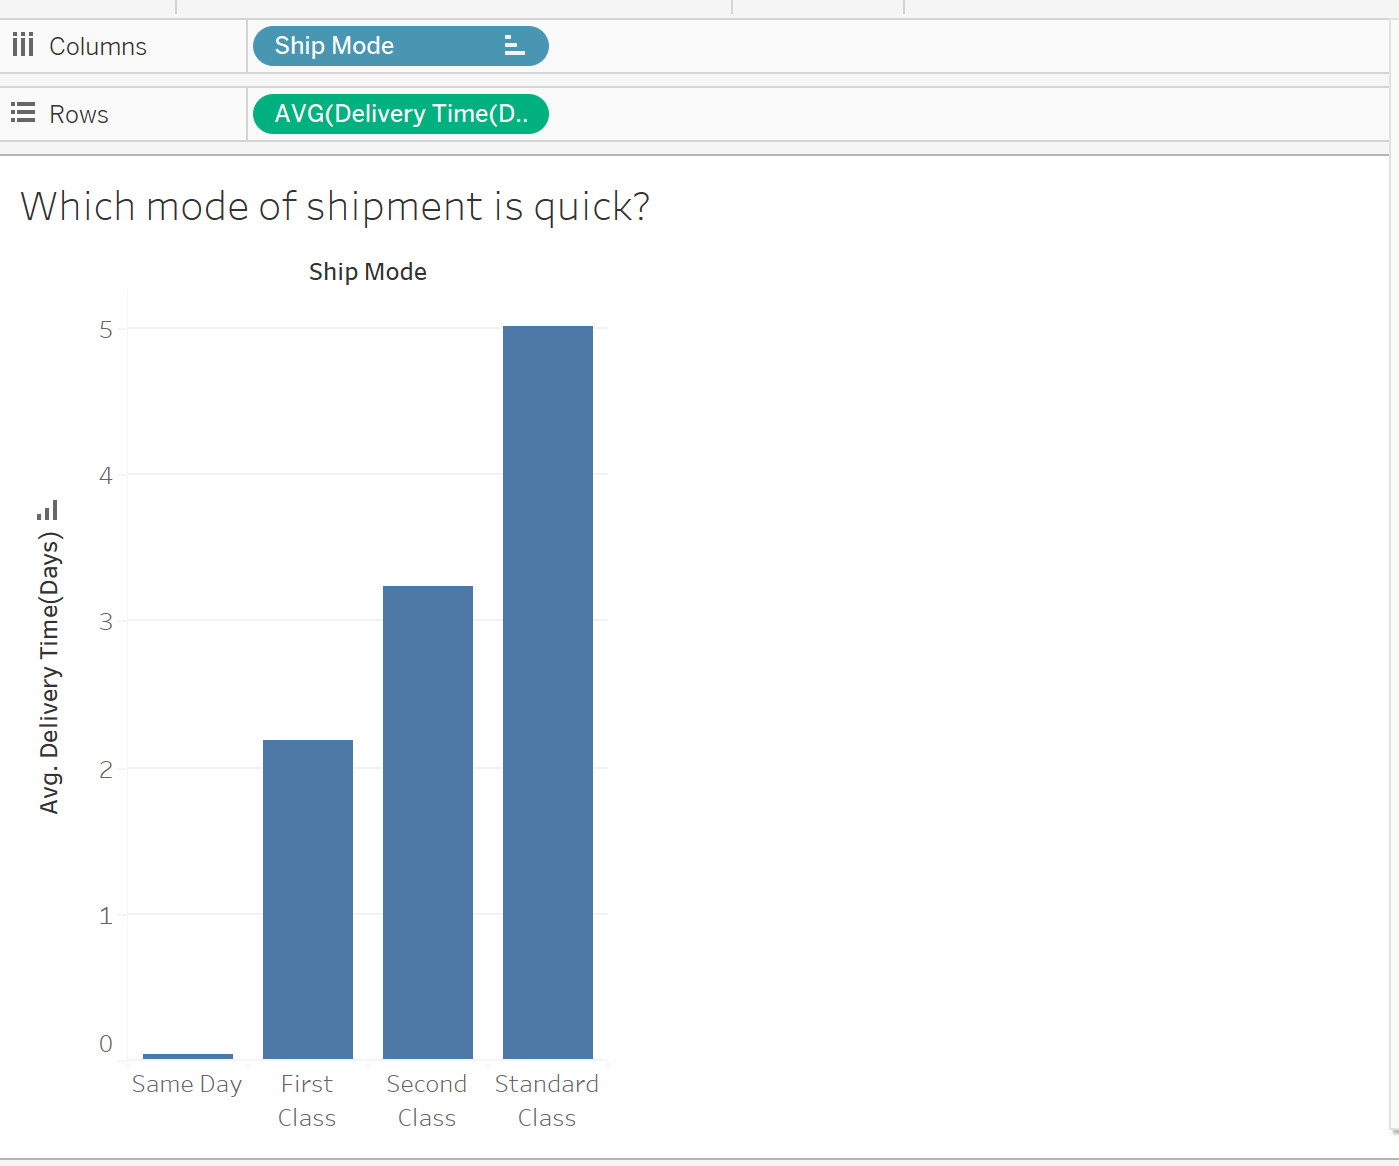 Columns
Ship Mode
Rows
AVG(Delivery Time(D..
Which mode of shipment is quick?
Ship Mode
Avg. Delivery Time(Days)
5
4
3
2
1
0
Same Day
First
Class
Second
Class
Standard
Class